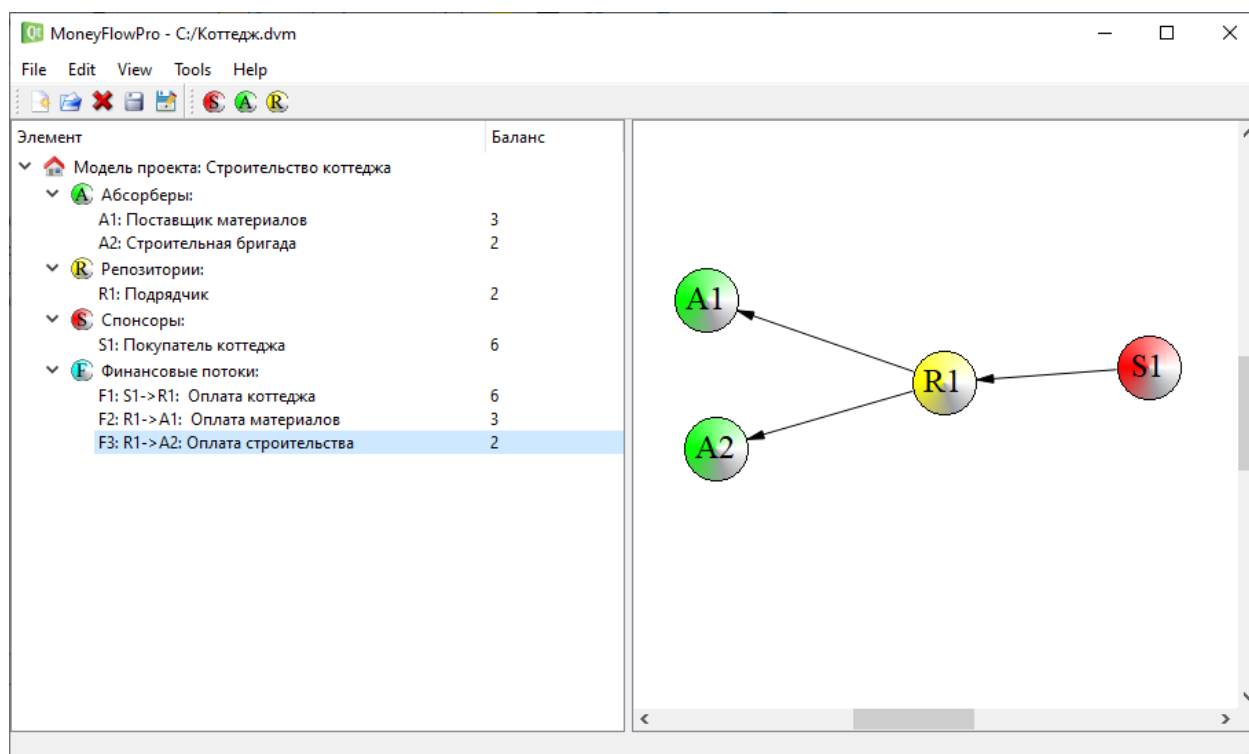 MoneyFlowPro - C:/Коттедж.dvm
File Edit View Tools Help
S A R
Элемент Баланс
Модель проекта: Строительство коттеджа
A Абсорберы:
A1: Поставщик материалов 3
A2: Строительная бригада 2
R Репозитории:
R1: Подрядчик 2
S Спонсоры:
S1: Покупатель коттеджа 6
F Финансовые потоки:
F1: S1->R1: Оплата коттеджа 6
F2: R1->A1: Оплата материалов 3
F3: R1->A2: Оплата строительства 2
A1
S1
R1
A2